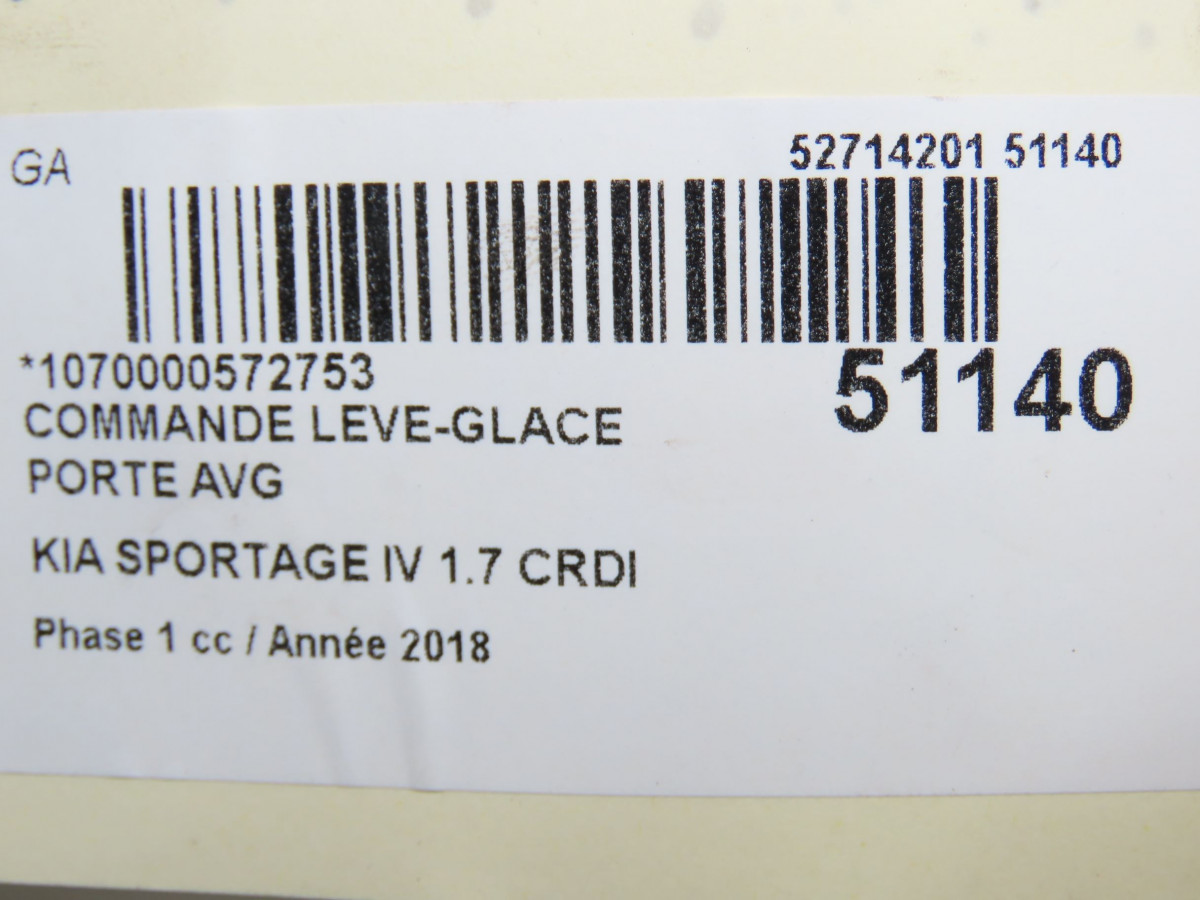 GA
52714201 51140
*1070000572753
51140
COMMANDE LEVE-GLACE
PORTE AVG
KIA SPORTAGE IV 1.7 CRDI
Phase 1 cc / Année 2018